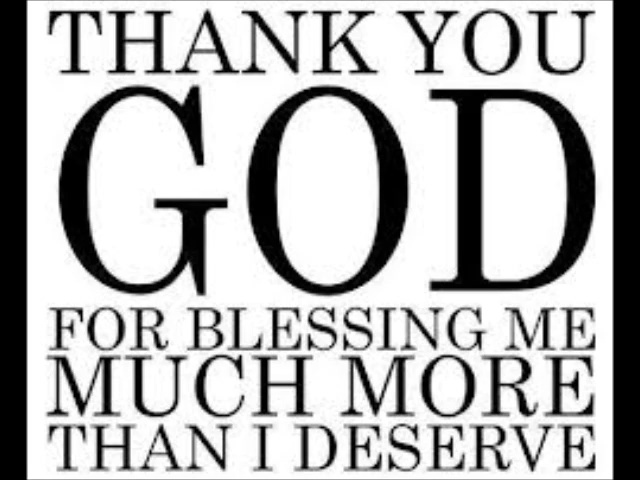 THANK YOU
GOD
FOR BLESSING ME
MUCH MORE
THAN I DESERVE